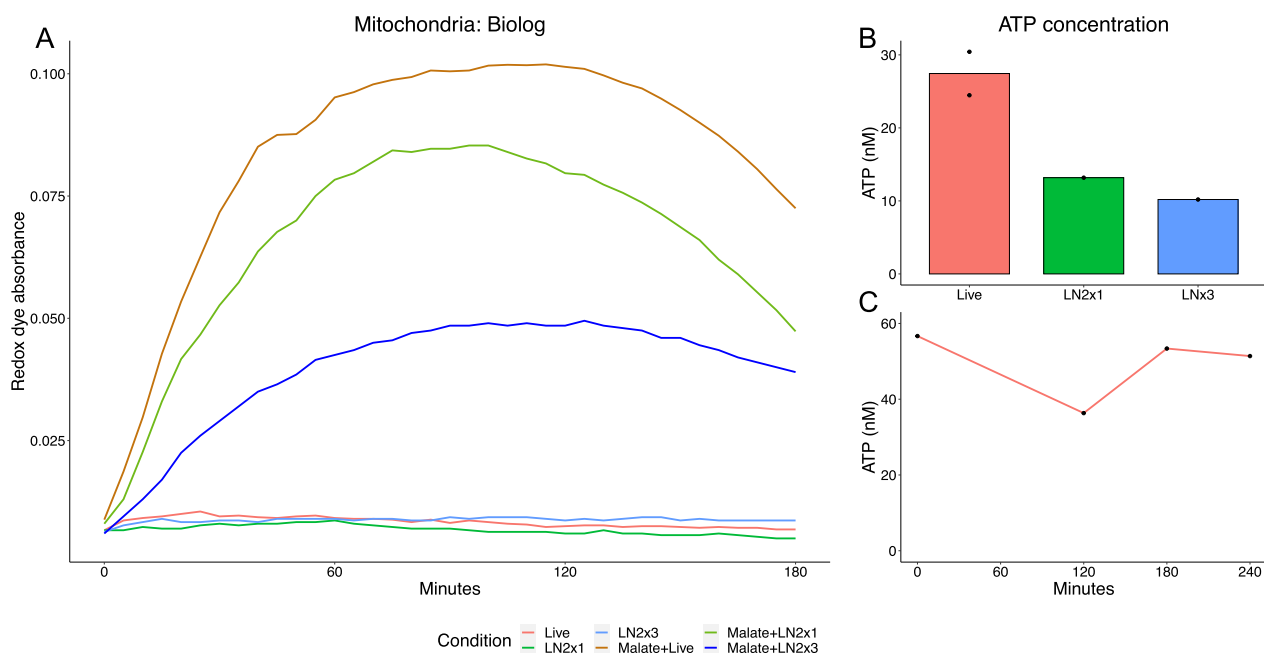 A
Mitochondria: Biolog
0.100
0.075
0.050
0.025
Redox dye absorbance
0
60
120
180
Minutes
B
ATP concentration
30
20
10
0
ATP (nM)
Live
LN2x1
LNx3
C
60
40
20
0
ATP (nM)
0
60
120
180
240
Minutes
Condition
Live
LN2x3
Malate+LN2x1
LN2x1
Malate+Live
Malate+LN2x3